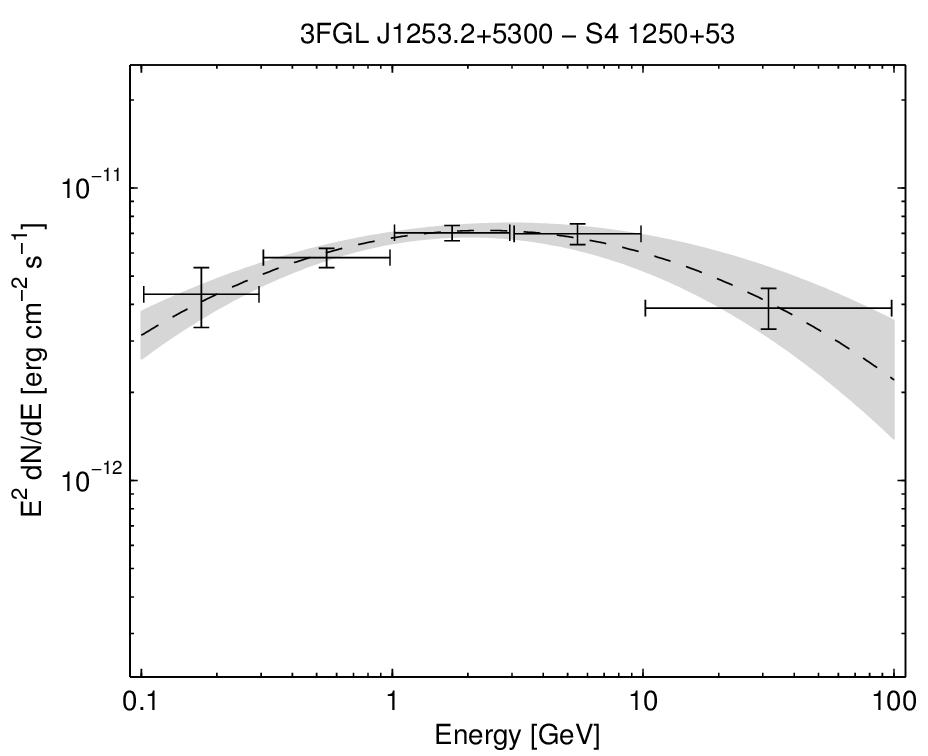 3FGL J1253.2+5300 − S4 1250+53
E² dN/dE [erg cm⁻² s⁻¹]
10⁻¹¹
10⁻¹²
0.1 1 10 100
Energy [GeV]